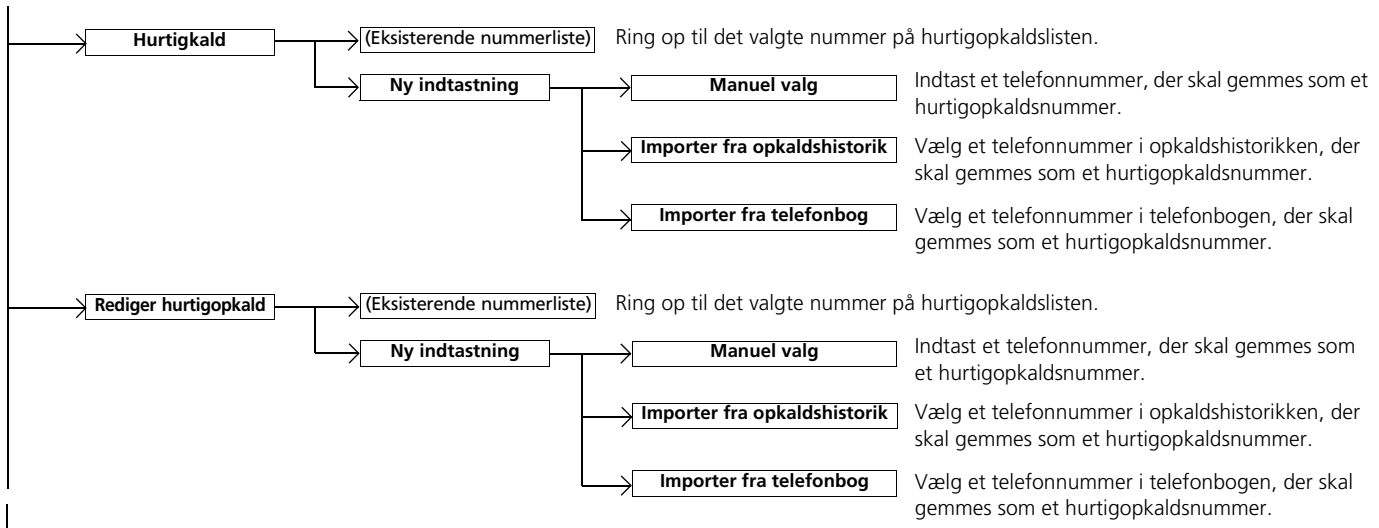 Hurtigkald
(Eksisterende nummerliste)
Ring op til det valgte nummer på hurtigopkaldslisten.
Ny indtastning
Manuel valg
Indtast et telefonnummer, der skal gemmes som et
hurtigopkaldsnummer.
Importer fra opkaldshistorik
Vælg et telefonnummer i opkaldshistorikken, der
skal gemmes som et hurtigopkaldsnummer.
Importer fra telefonbog
Vælg et telefonnummer i telefonbogen, der skal
gemmes som et hurtigopkaldsnummer.
Rediger hurtigopkald
(Eksisterende nummerliste)
Ring op til det valgte nummer på hurtigopkaldslisten.
Ny indtastning
Manuel valg
Indtast et telefonnummer, der skal gemmes som
et hurtigopkaldsnummer.
Importer fra opkaldshistorik
Vælg et telefonnummer i opkaldshistorikken, der
skal gemmes som et hurtigopkaldsnummer.
Importer fra telefonbog
Vælg et telefonnummer i telefonbogen, der skal
gemmes som et hurtigopkaldsnummer.